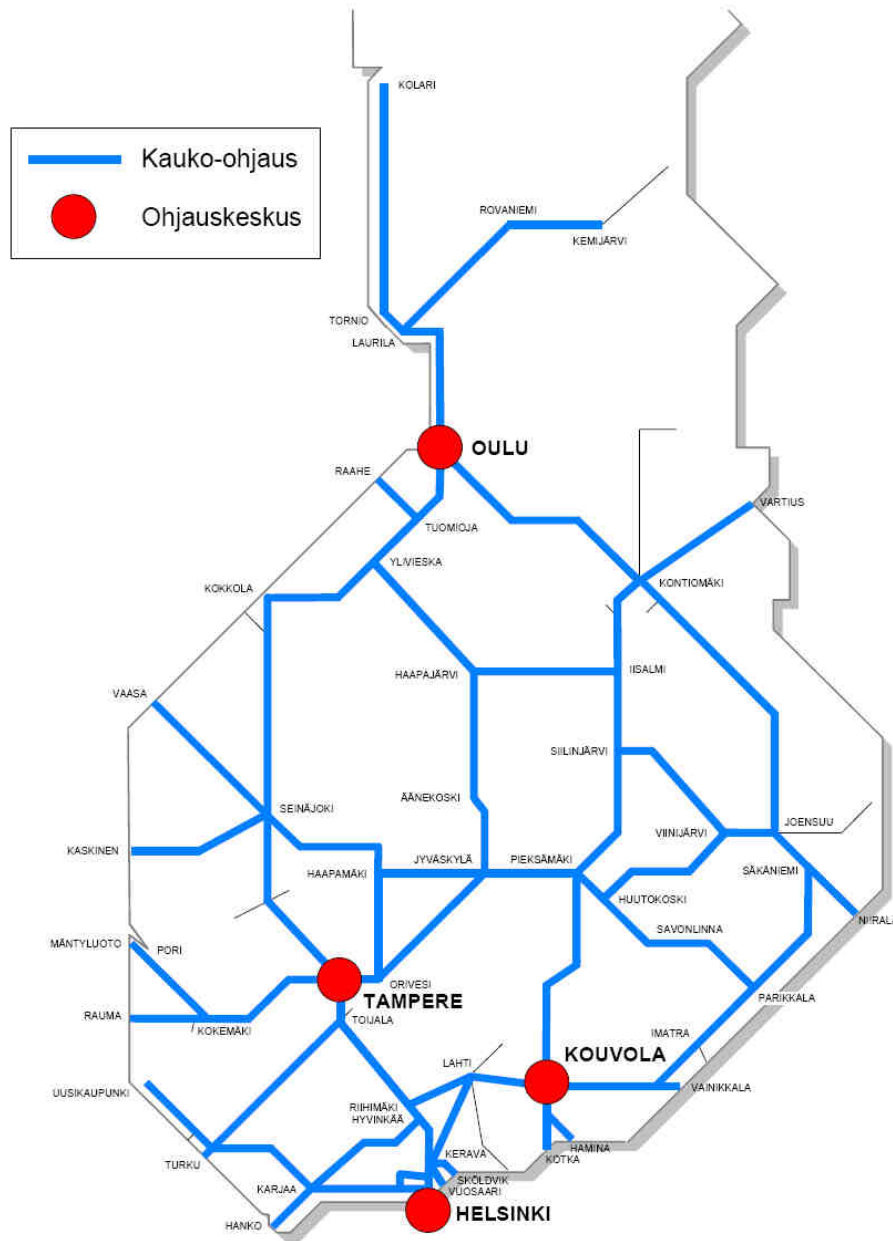 KOLARI
Kauko-ohjaus
Ohjauskeskus
ROVANIEMI
KEMIJÄRVI
TORNIO
LAURILA
OULU
RAAHE
VARTIUS
TUOMIOJA
YLIVIESKA
KONTIOMÄKI
KOKKOLA
HAAPAJÄRVI
IISALMI
VAASA
SIILINJÄRVI
ÄÄNEKOSKI
SEINÄJOKI
JOENSUU
VIINIJÄRVI
KASKINEN
HAAPAMÄKI
JYVÄSKYLÄ
PIEKSÄMÄKI
SÄKÄNIEMI
HUUTOKOSKI
NIIRALA
SAVONLINNA
MÄNTYLUOTO
PORI
ORIVESI
TAMPERE
PARIKKALA
RAUMA
KOKEMÄKI
TOIJALA
IMATRA
KOUVOLA
LAHTI
UUSIKAUPUNKI
VAINIKKALA
RIIHIMÄKI
HYVINKÄÄ
KERAVA
HAMINA
KOTKA
TURKU
SKÖLDVIK
KARJAA
VUOSAARI
HELSINKI
HANKO